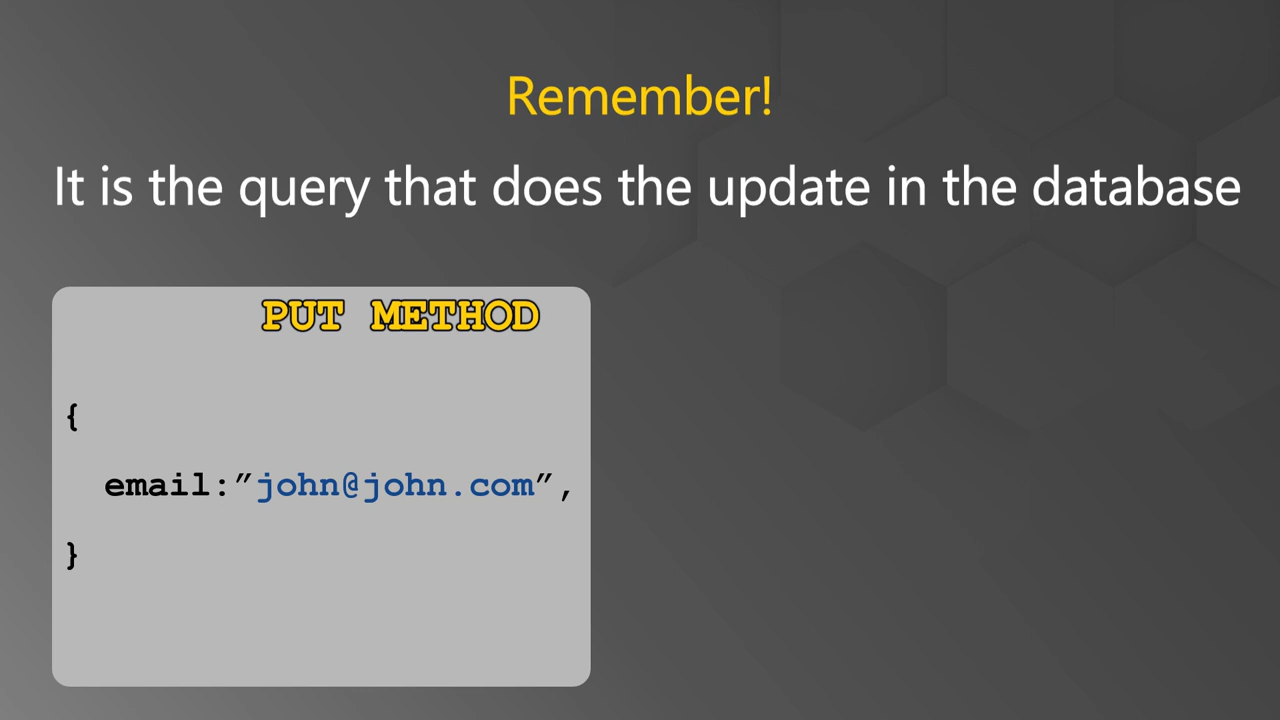 Remember!
It is the query that does the update in the database
PUT METHOD
{
email:”john@john.com”,
}